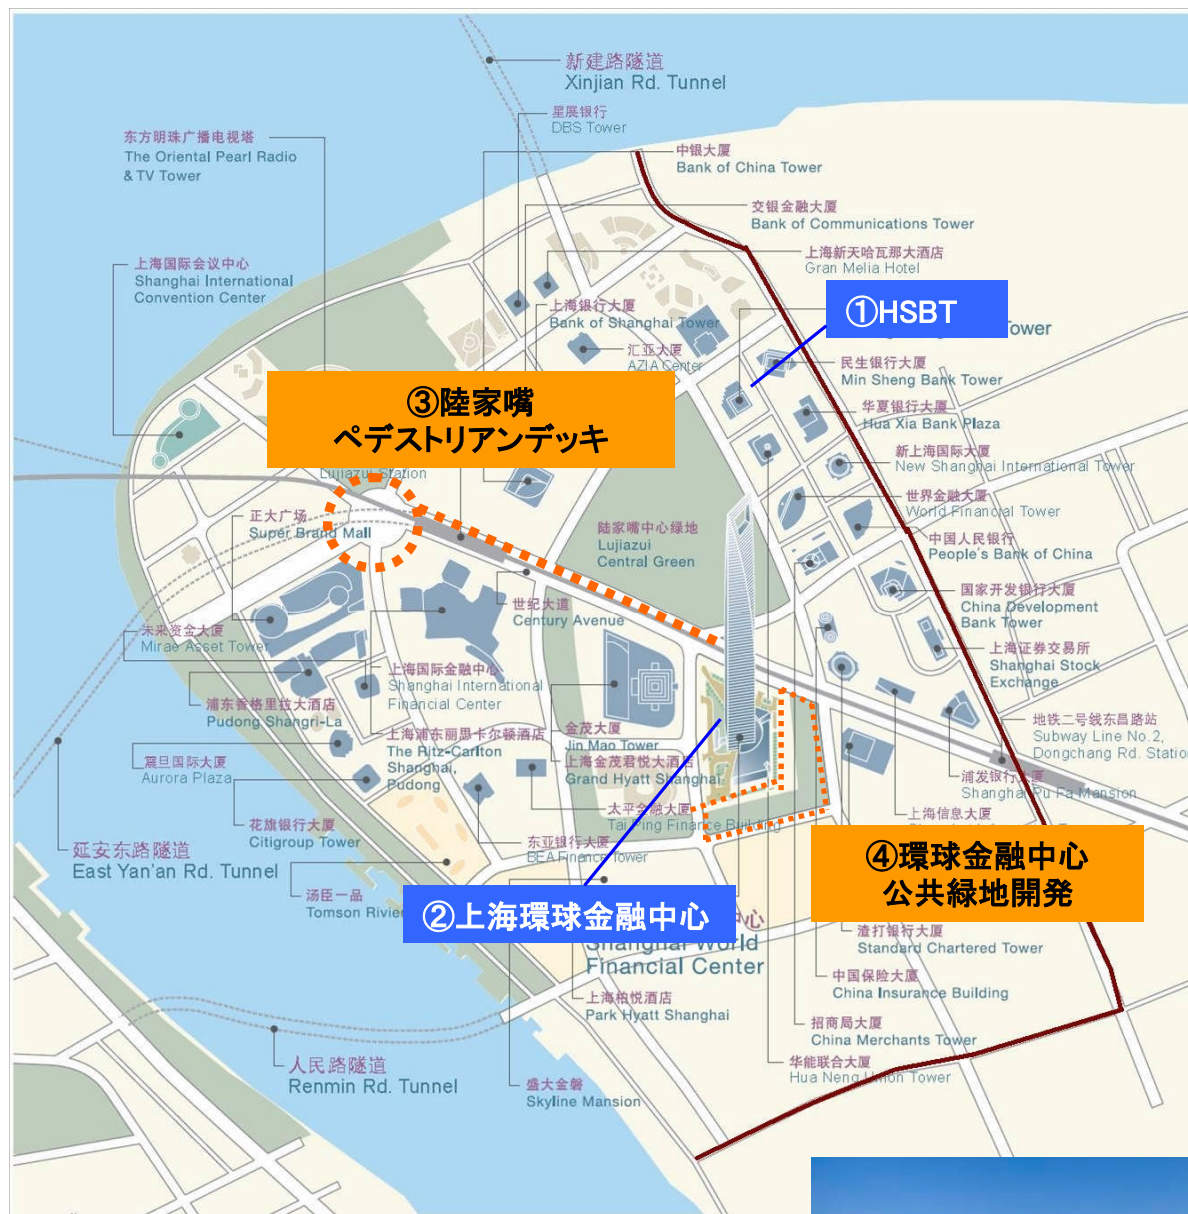 新建路隧道
Xinjian Rd. Tunnel
星展银行
DBS Tower
东方明珠广播电视塔
The Oriental Pearl Radio
& TV Tower
中银大厦
Bank of China Tower
交银金融大厦
Bank of Communications Tower
上海新天哈瓦那大酒店
Gran Melia Hotel
上海国际会议中心
Shanghai International
Convention Center
①HSBT
Tower
上海银行大厦
Bank of Shanghai Tower
汇亚大厦
AZIA Center
民生银行大厦
Min Sheng Bank Tower
③陸家嘴
ペデストリアンデッキ
华夏银行大厦
Hua Xia Bank Plaza
Lujiazui Station
新上海国际大厦
New Shanghai International Tower
世界金融大厦
World Financial Tower
正大广场
Super Brand Mall
陆家嘴中心绿地
Lujiazui
Central Green
中国人民银行
People's Bank of China
国家开发银行大厦
China Development
Bank Tower
世纪大道
Century Avenue
未来资金大厦
Mirae Asset Tower
上海证券交易所
Shanghai Stock
Exchange
上海国际金融中心
Shanghai International
Financial Center
浦东香格里拉大酒店
Pudong Shangri-La
地铁二号线东昌路站
Subway Line No.2,
Dongchang Rd. Station
金茂大厦
Jin Mao Tower
上海浦东丽思卡尔顿酒店
The Ritz-Carlton
Shanghai,
Pudong
上海金茂君悦大酒店
Grand Hyatt Shanghai
震旦国际大厦
Aurora Plaza
浦发银行大厦
Shanghai Pu Fa Mansion
太平金融大厦
Tai Ping Finance Building
上海信息大厦
花旗银行大厦
Citigroup Tower
东亚银行大厦
BEA Finance Tower
延安东路隧道
East Yan'an Rd. Tunnel
④環球金融中心
公共緑地開発
汤臣一品
Tomson Rivier
②上海環球金融中心
心
Shanghai World
Financial Center
渣打银行大厦
Standard Chartered Tower
中国保险大厦
China Insurance Building
上海柏悦酒店
Park Hyatt Shanghai
招商局大厦
China Merchants Tower
人民路隧道
Renmin Rd. Tunnel
华能联合大厦
Hua Neng Union Tower
盛大金磐
Skyline Mansion